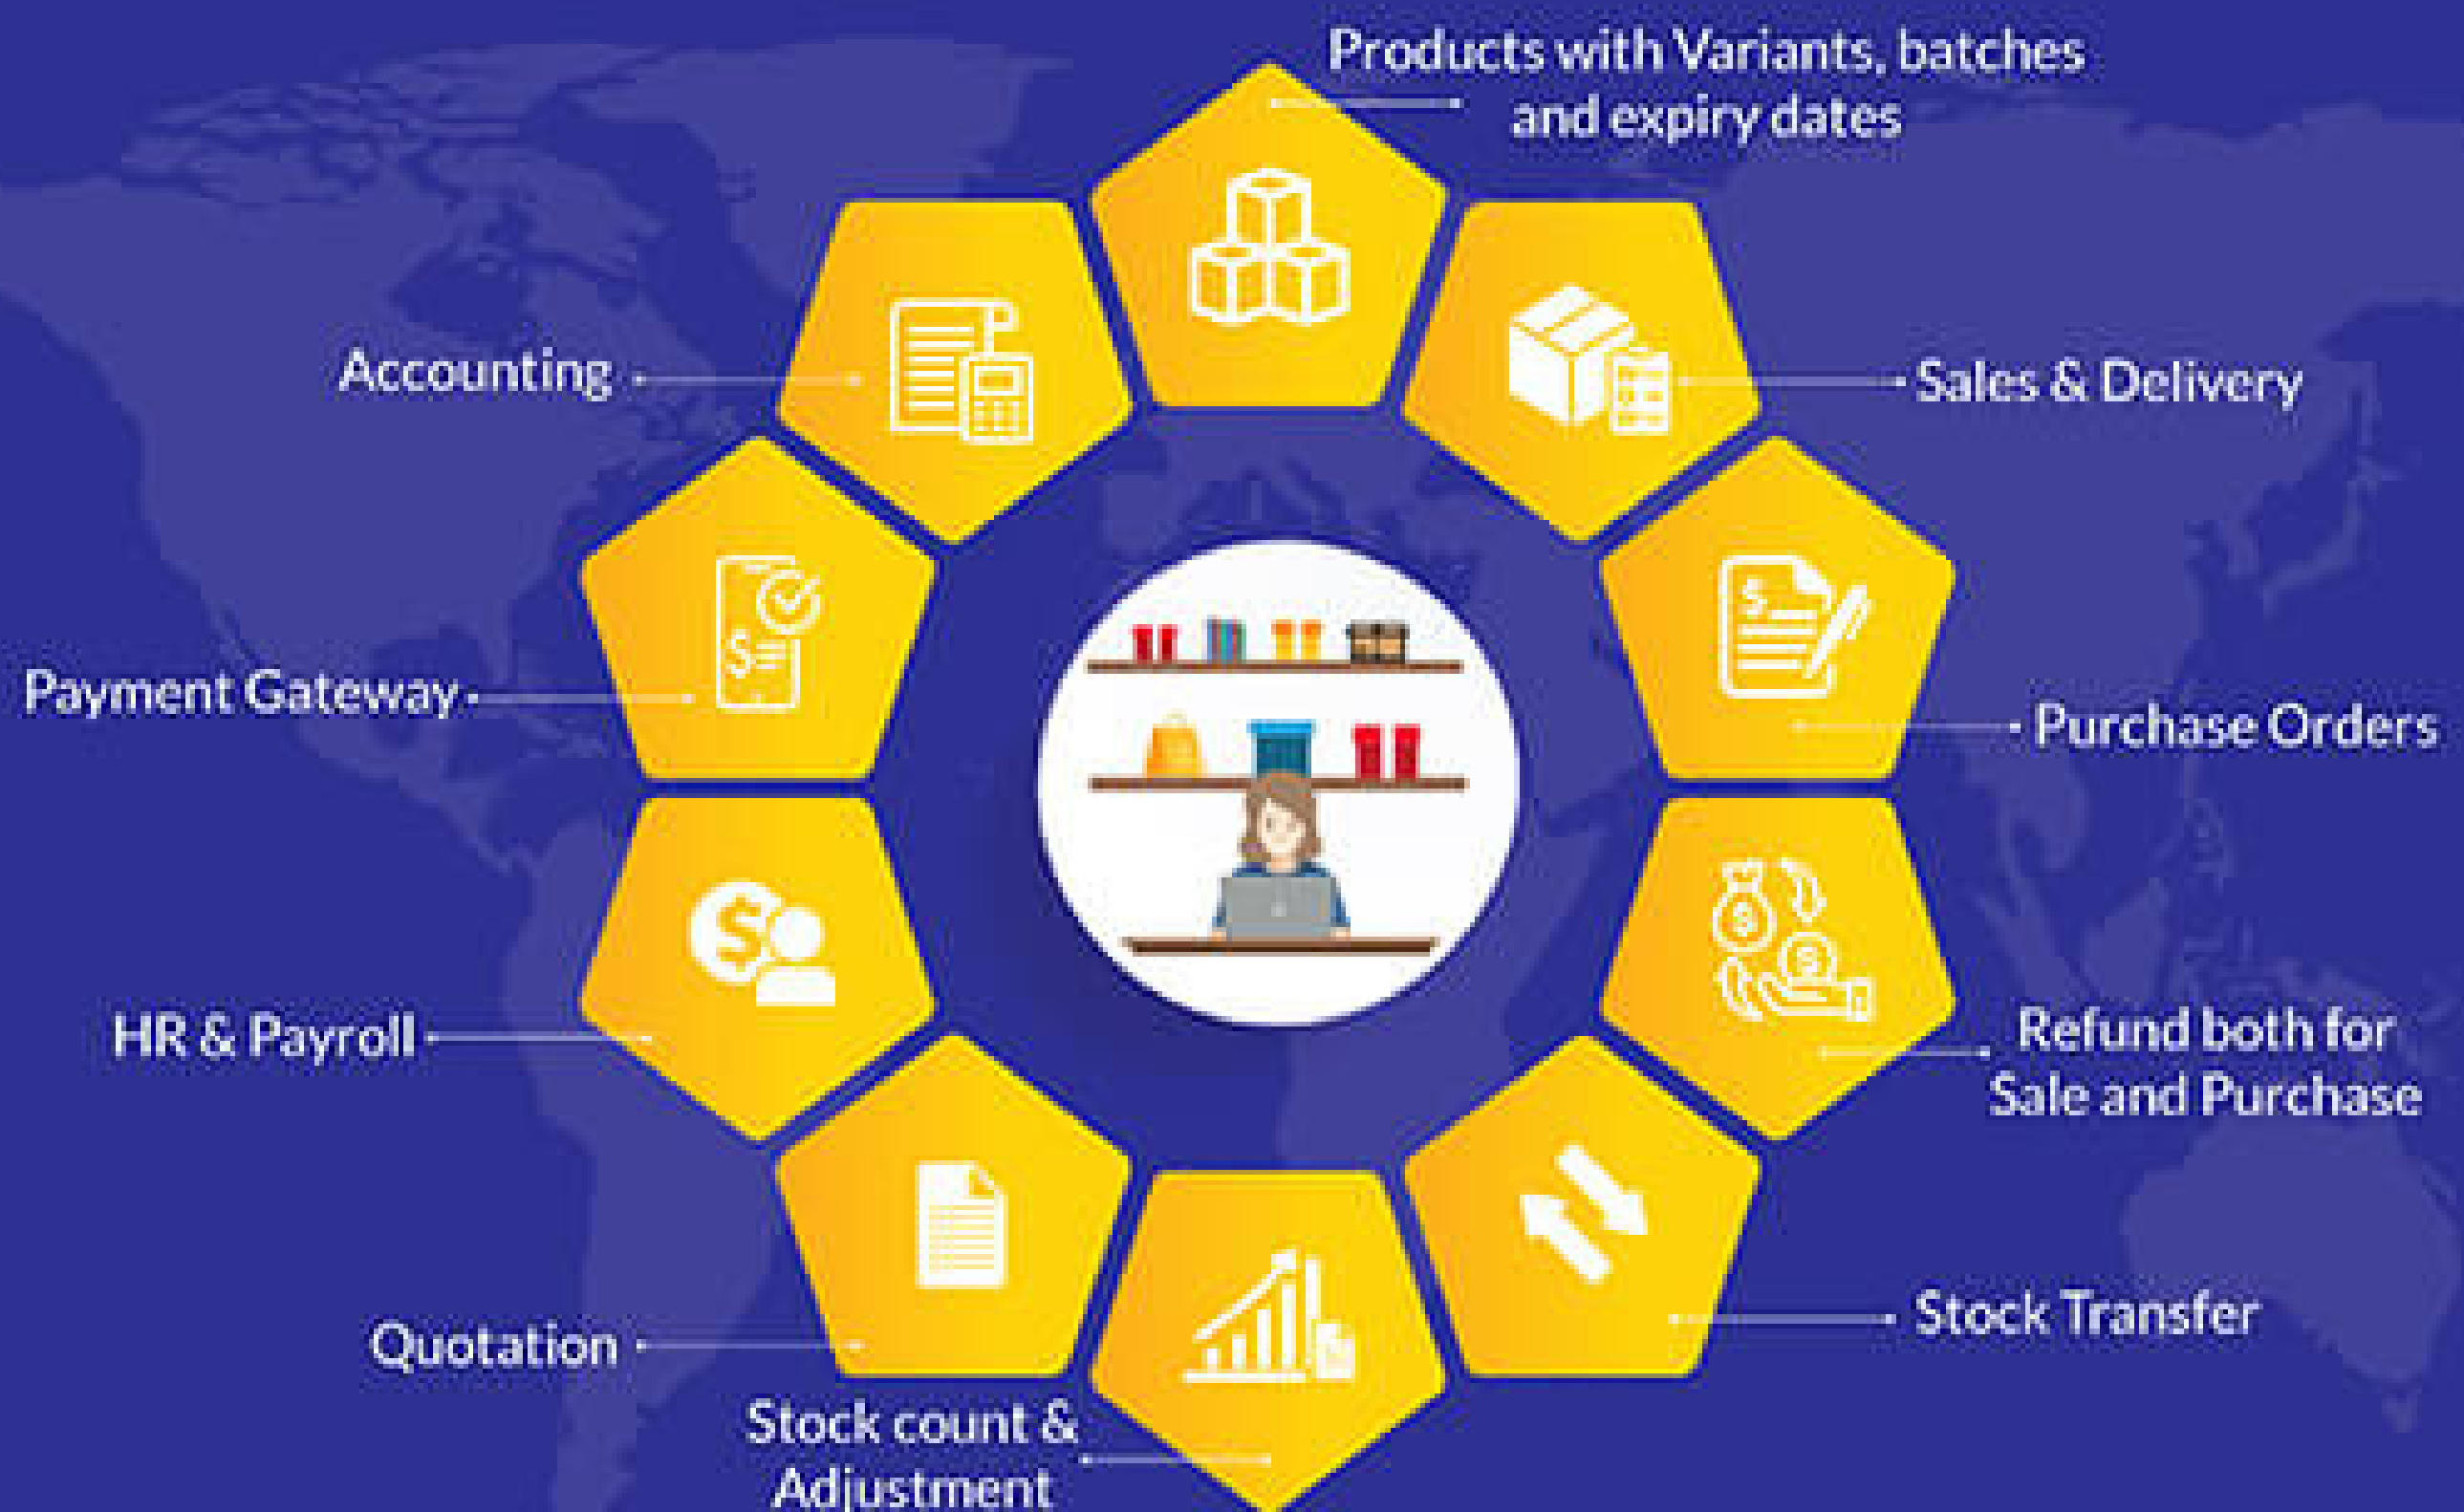 Products with Variants, batches
and expiry dates
Accounting
Sales & Delivery
Payment Gateway
Purchase Orders
HR & Payroll
Refund both for
Sale and Purchase
Quotation
Stock Transfer
Stock count &
Adjustment